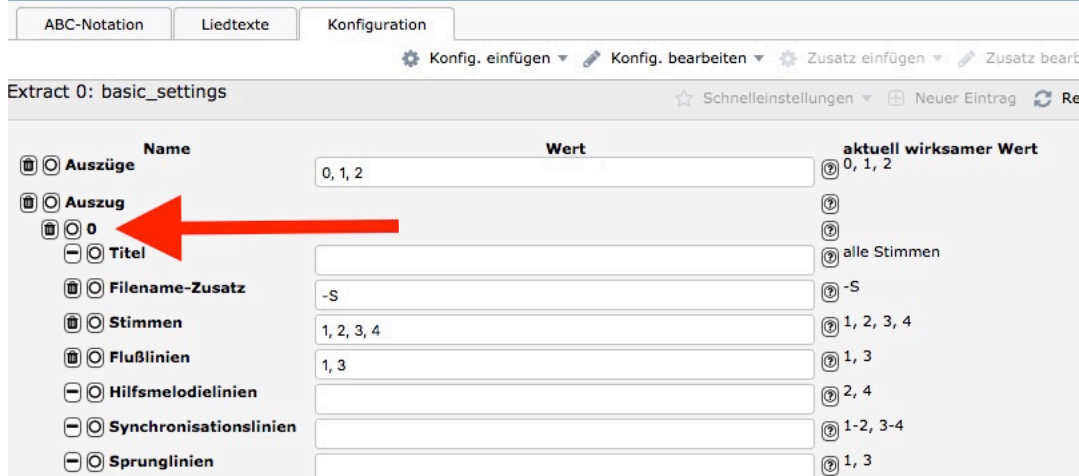 ABC-Notation Liedtexte Konfiguration
Konfig. einfügen Konfig. bearbeiten Zusatz einfügen Zusatz bearb
Extract 0: basic_settings Schnelleinstellungen Neuer Eintrag Re
Name Wert aktuell wirksamer Wert
Auszüge 0, 1, 2 0, 1, 2
Auszug
0
Titel alle Stimmen
Filename-Zusatz -S -S
Stimmen 1, 2, 3, 4 1, 2, 3, 4
Flußlinien 1, 3 1, 3
Hilfsmelodielinien 2, 4
Synchronisationslinien 1-2, 3-4
Sprunglinien 1, 3